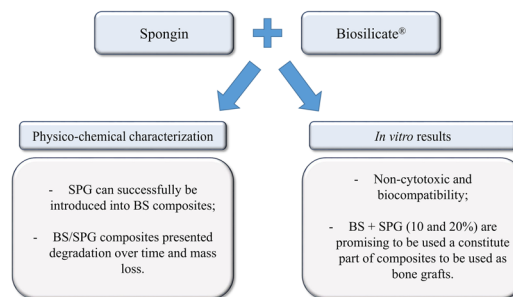 Spongin
Biosilicate®
Physico-chemical characterization
- SPG can successfully be
introduced into BS composites;
- BS/SPG composites presented
degradation over time and mass
loss.
In vitro results
- Non-cytotoxic and
biocompatibility;
- BS + SPG (10 and 20%) are
promising to be used a constitute
part of composites to be used as
bone grafts.